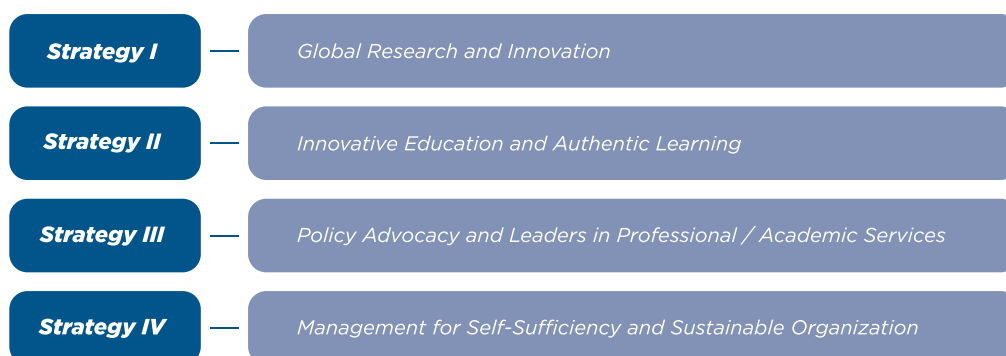 Strategy I
Global Research and Innovation
Strategy II
Innovative Education and Authentic Learning
Strategy III
Policy Advocacy and Leaders in Professional / Academic Services
Strategy IV
Management for Self-Sufficiency and Sustainable Organization